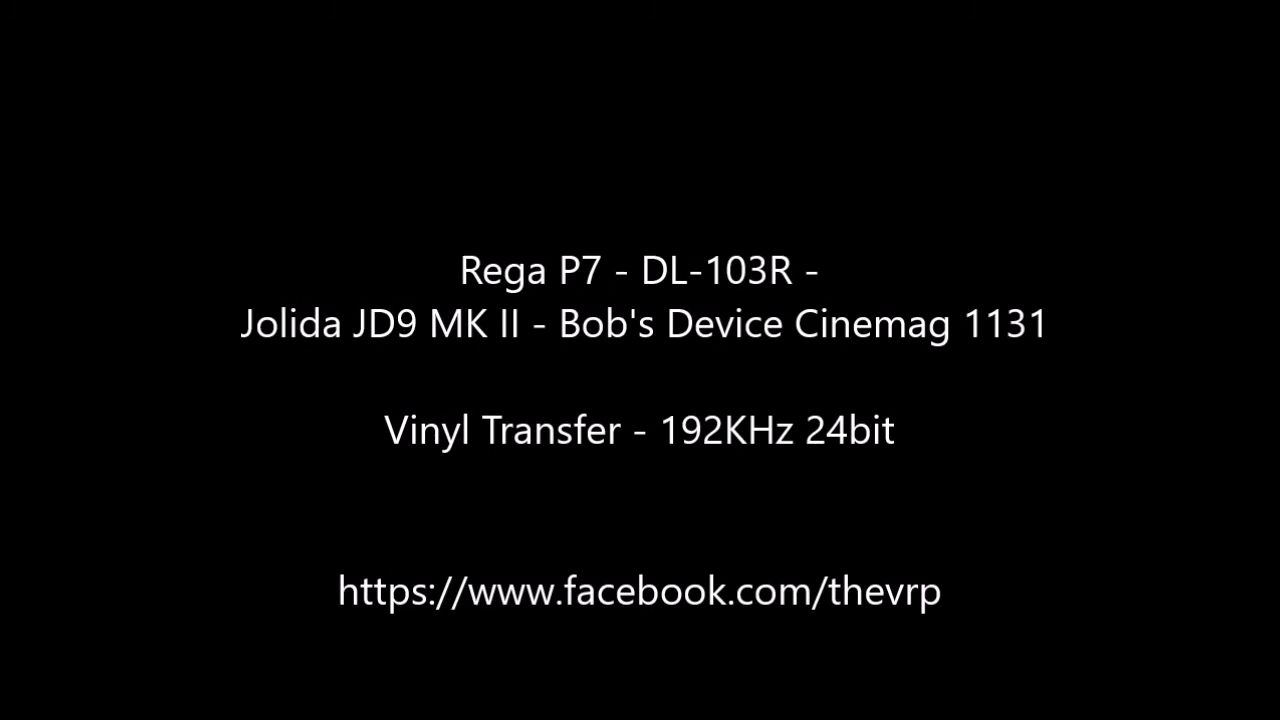 Rega P7 - DL-103R -
Jolida JD9 MK II - Bob's Device Cinemag 1131
Vinyl Transfer - 192KHz 24bit
https://www.facebook.com/thevrp